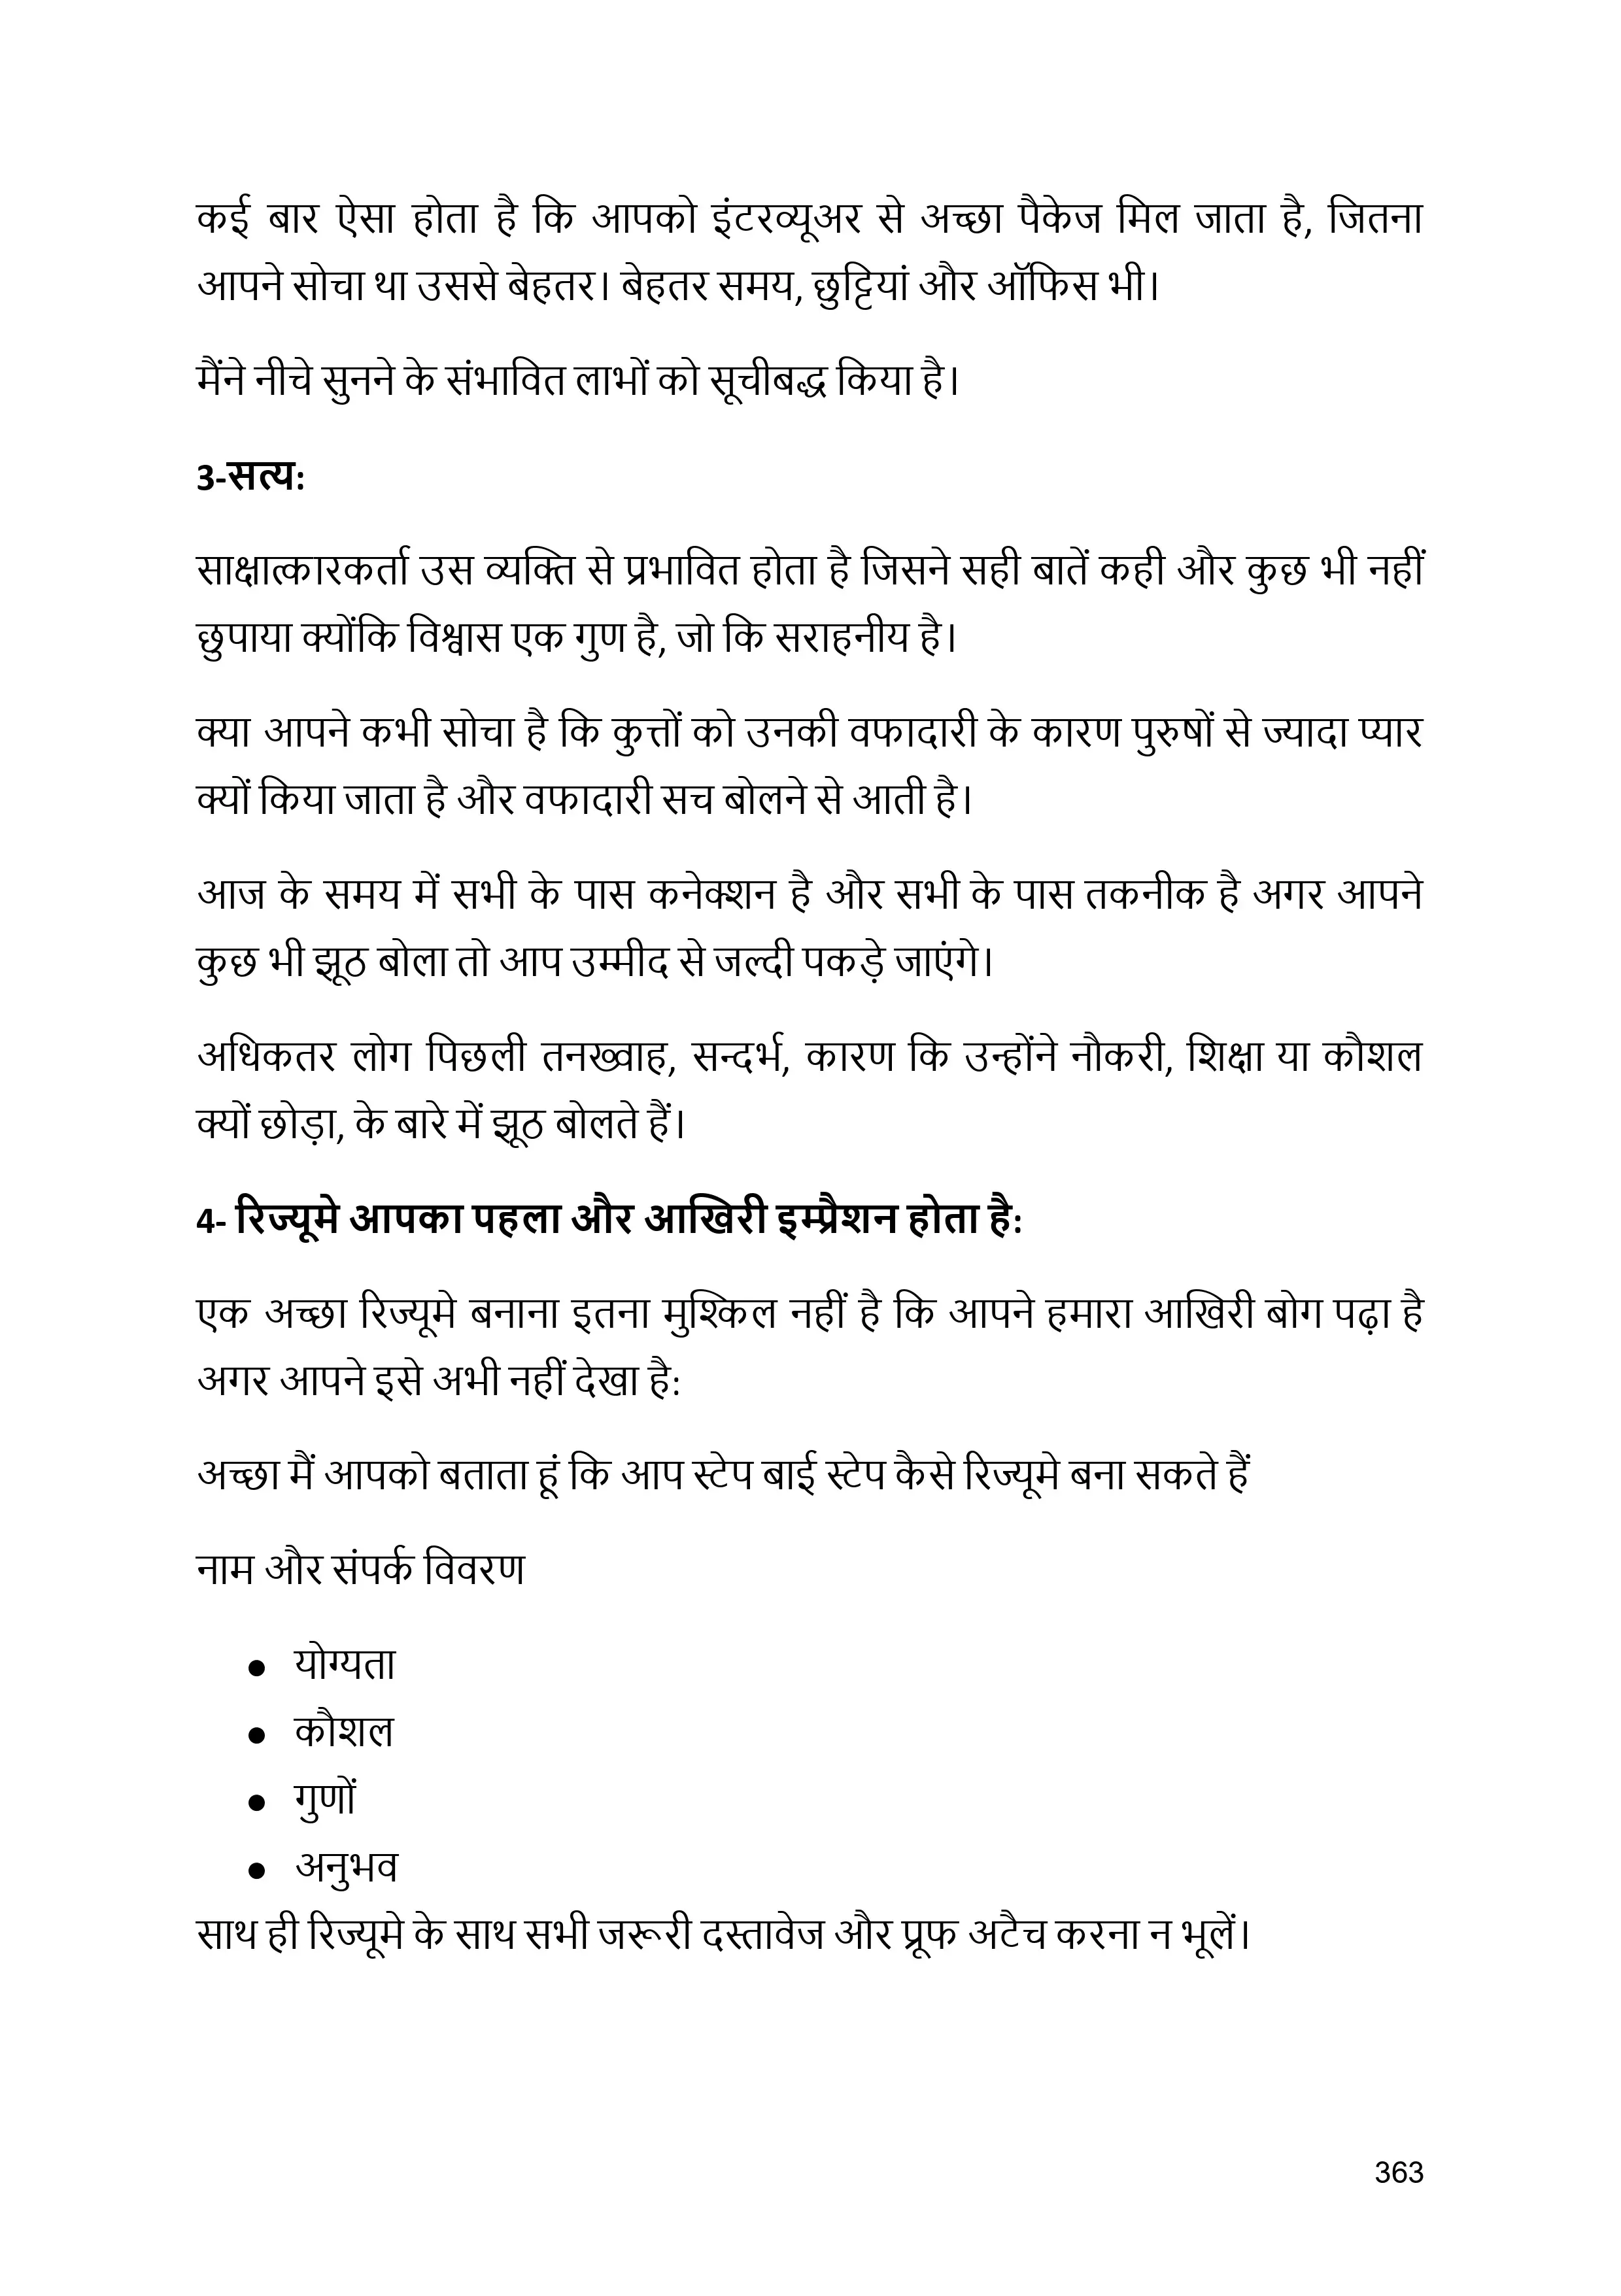 कई बार ऐसा होता है कि आपको इंटरव्यूअर से अच्छा पैकेज मिल जाता है, जितना
आपने सोचा था उससे बेहतर। बेहतर समय, छुट्टियां और ऑफिस भी।
मैंने नीचे सुनने के संभावित लाभों को सूचीबद्ध किया है।
3-सत्य:
साक्षात्कारकर्ता उस व्यक्ति से प्रभावित होता है जिसने सही बातें कही और कुछ भी नहीं
छुपाया क्योंकि विश्वास एक गुण है, जो कि सराहनीय है।
क्या आपने कभी सोचा है कि कुत्तों को उनकी वफादारी के कारण पुरुषों से ज्यादा प्यार
क्यों किया जाता है और वफादारी सच बोलने से आती है।
आज के समय में सभी के पास कनेक्शन है और सभी के पास तकनीक है अगर आपने
कुछ भी झूठ बोला तो आप उम्मीद से जल्दी पकड़े जाएंगे।
अधिकतर लोग पिछली तनख्वाह, सन्दर्भ, कारण कि उन्होंने नौकरी, शिक्षा या कौशल
क्यों छोड़ा, के बारे में झूठ बोलते हैं।
4- रिज्यूमे आपका पहला और आखिरी इम्प्रैशन होता है:
एक अच्छा रिज्यूमे बनाना इतना मुश्किल नहीं है कि आपने हमारा आखिरी बोग पढ़ा है
अगर आपने इसे अभी नहीं देखा है:
अच्छा मैं आपको बताता हूं कि आप स्टेप बाई स्टेप कैसे रिज्यूमे बना सकते हैं
नाम और संपर्क विवरण
● योग्यता
● कौशल
● गुणों
● अनुभव
साथ ही रिज्यूमे के साथ सभी जरूरी दस्तावेज और प्रूफ अटैच करना न भूलें।
363